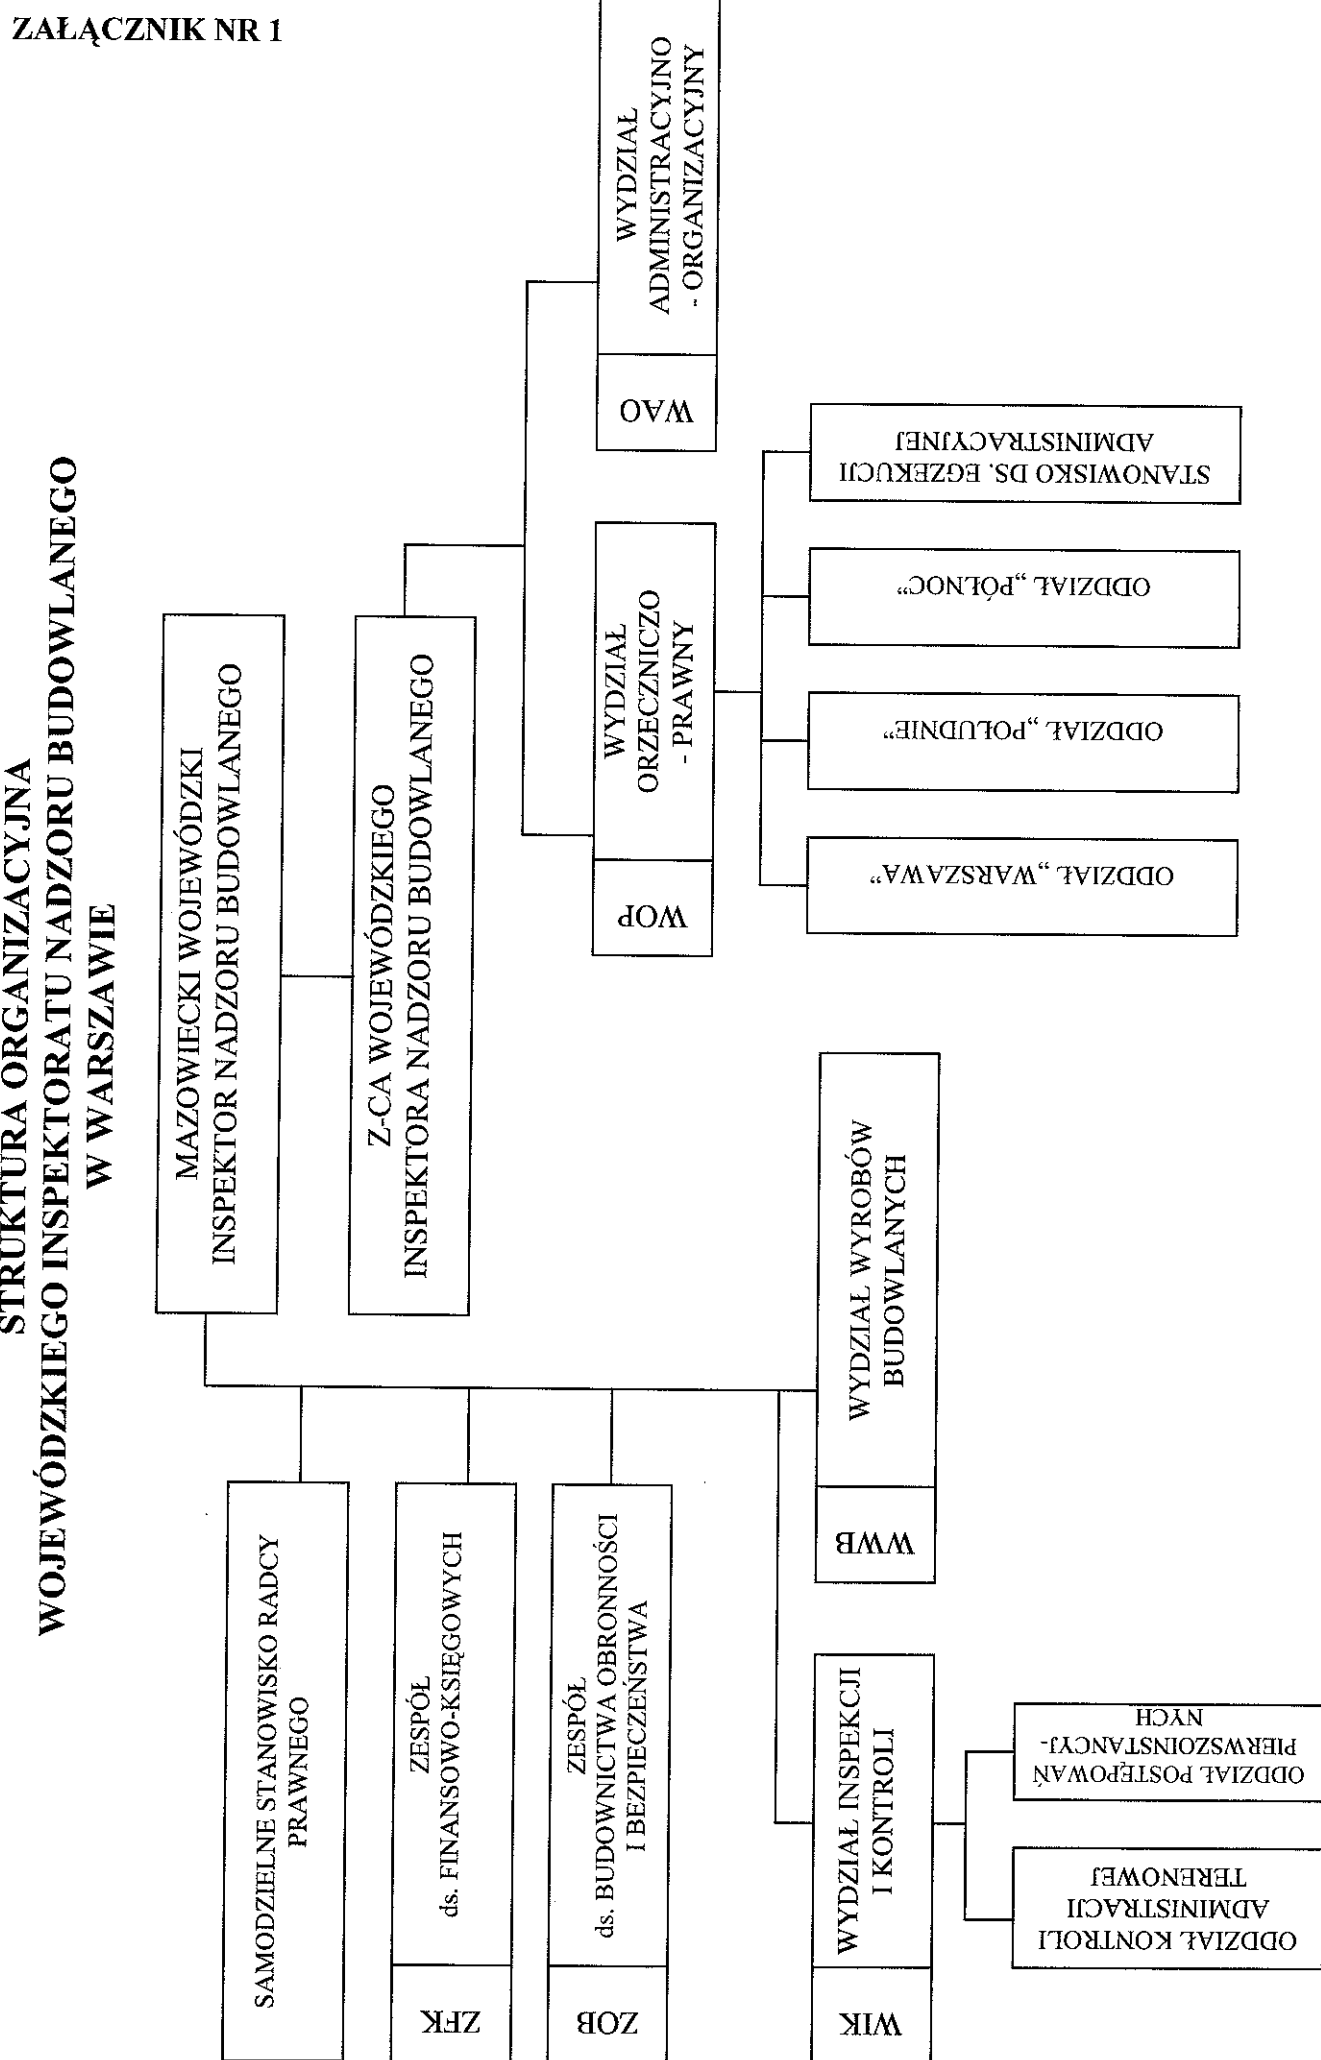 ZAŁĄCZNIK NR 1
STRUKTURA ORGANIZACYJNA
WOJEWÓDZKIEGO INSPEKTORATU NADZORU BUDOWLANEGO
W WARSZAWIE
MAZOWIECKI WOJEWÓDZKI
INSPEKTOR NADZORU BUDOWLANEGO
Z-CA WOJEWÓDZKIEGO
INSPEKTORA NADZORU BUDOWLANEGO
SAMODZIELNE STANOWISKO RADCY
PRAWNEGO
ZFK
ZESPÓŁ
ds. FINANSOWO-KSIĘGOWYCH
ZOB
ZESPÓŁ
ds. BUDOWNICTWA OBRONNOŚCI
I BEZPIECZEŃSTWA
WIK
WYDZIAŁ INSPEKCJI
I KONTROLI
ODDZIAŁ KONTROLI
ADMINISTRACJI
TERENOWEJ
ODDZIAŁ POSTĘPOWAŃ
PIERWSZOINSTANCYJ-
NYCH
WWB
WYDZIAŁ WYROBÓW
BUDOWLANYCH
WOP
WYDZIAŁ
ORZECZNICZO
- PRAWNY
ODDZIAŁ „WARSZAWA”
ODDZIAŁ „POŁUDNIE”
ODDZIAŁ „PÓŁNOC”
STANOWISKO DS. EGZEKUCJI
ADMINISTRACYJNEJ
WAO
WYDZIAŁ
ADMINISTRACYJNO
- ORGANIZACYJNY